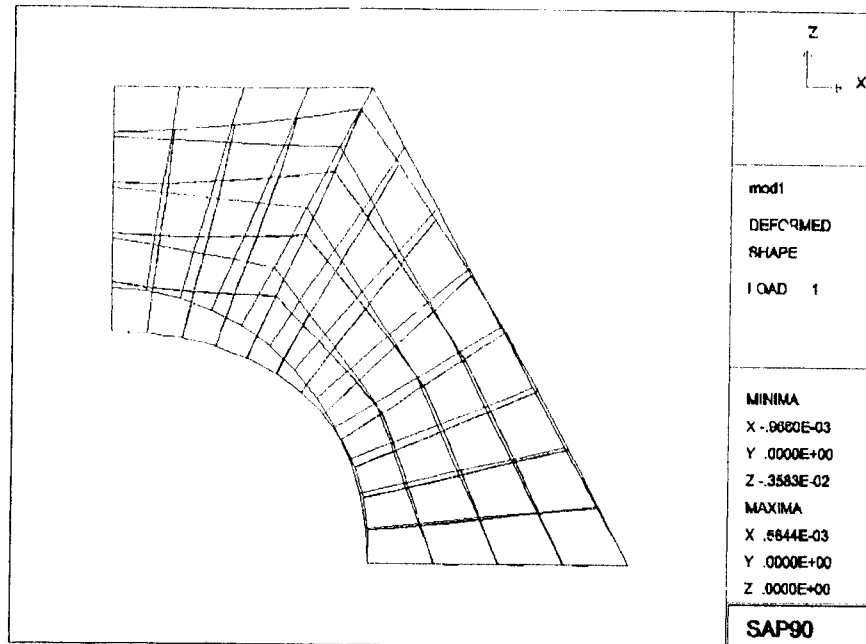 Z
X
mod1
DEFORMED
SHAPE
LOAD 1
MINIMA
X -.9660E-03
Y .0000E+00
Z -.3583E-02
MAXIMA
X .5644E-03
Y .0000E+00
Z .0000E+00
SAP90